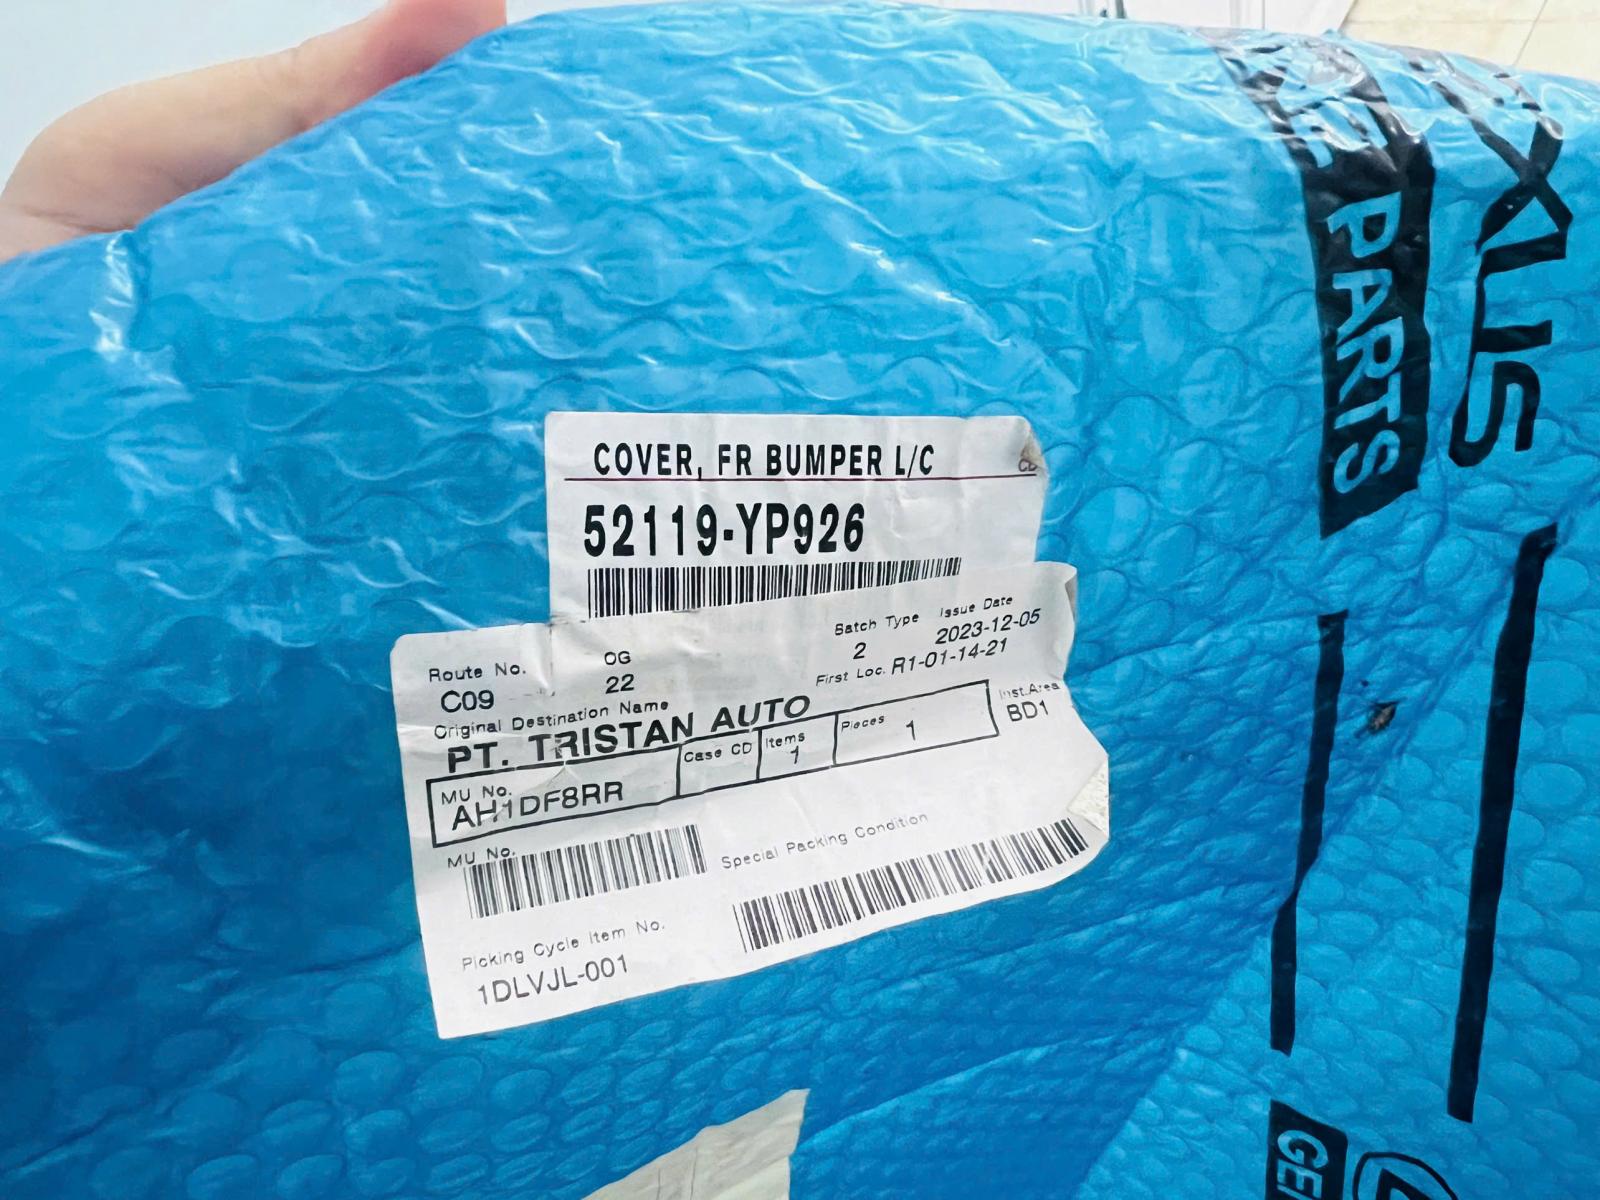 COVER, FR BUMPER L/C
52119-YP926
Route No.
OG
Batch Type
Issue Date
C09
22
2
2023-12-05
First Loc. R1-01-14-21
Original Destination Name
PT. TRISTAN AUTO
Inst.Area
BD1
MU No.
AH1DF8RR
Case CD
Items
1
Pieces
1
MU No.
Special Packing Condition
Picking Cycle Item No.
1DLVJL-001
PARTS
XUS
GE